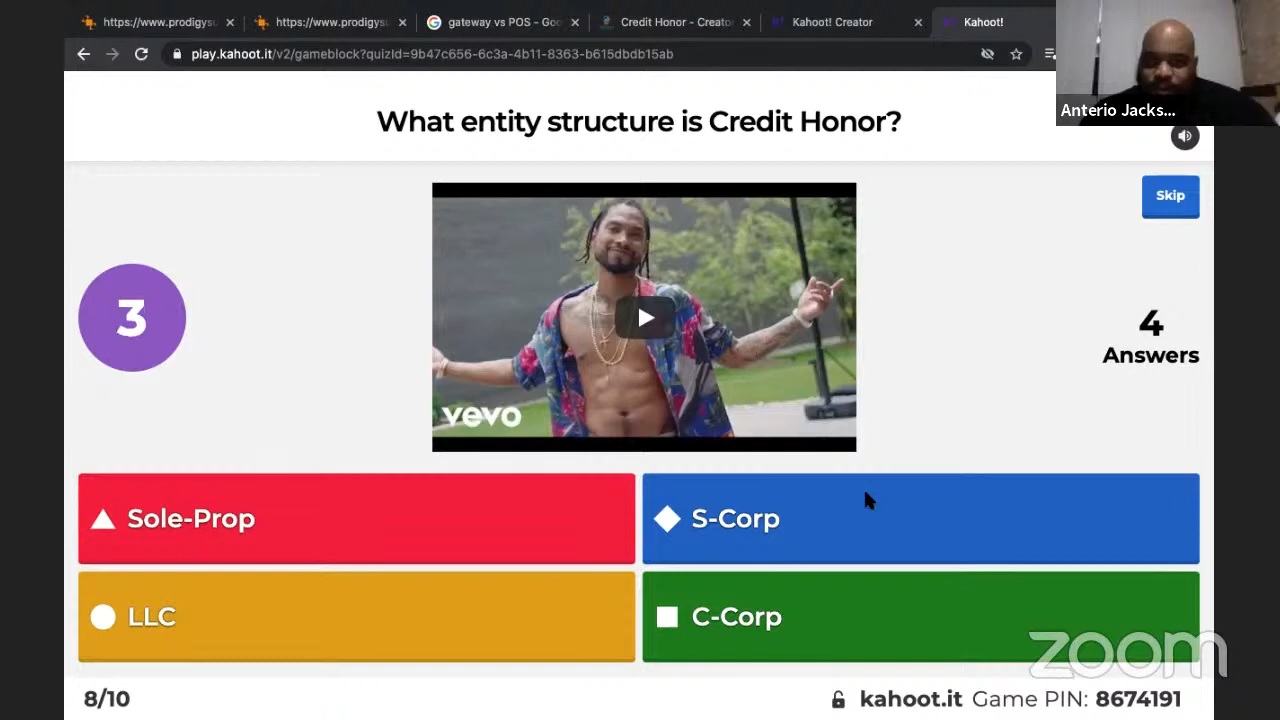 https://www.prodigysu
https://www.prodigysu
gateway vs POS - Goo
Credit Honor - Creato
Kahoot! Creator
Kahoot!
play.kahoot.it/v2/gameblock?quizId=9b47c656-6c3a-4b11-8363-b615dbdb15ab
Anterio Jacks...
What entity structure is Credit Honor?
Skip
3
vevo
4
Answers
Sole-Prop
S-Corp
LLC
C-Corp
zoom
8/10
kahoot.it Game PIN: 8674191